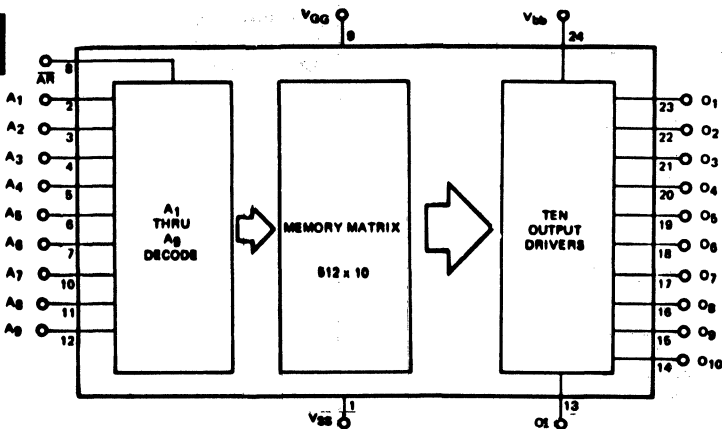 VGG
9
Vbb
24
AR
8
A1
2
A2
3
A3
4
A4
5
A5
6
A6
7
A7
10
A8
11
A9
12
A1
THRU
A9
DECODE
MEMORY MATRIX
512 x 10
TEN
OUTPUT
DRIVERS
23
O1
22
O2
21
O3
20
O4
19
O5
18
O6
17
O7
16
O8
15
O9
14
O10
VSS
1
OI
13